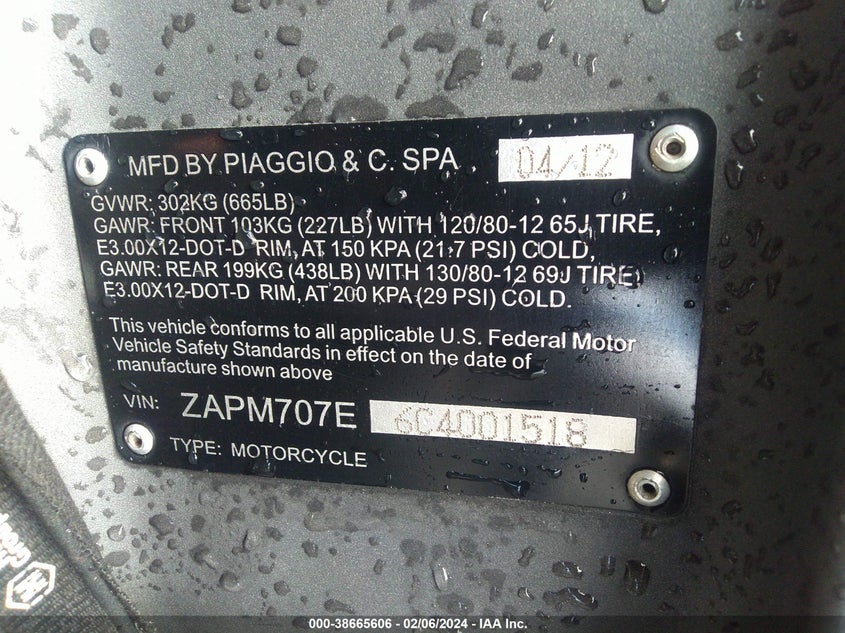 MFD BY PIAGGIO & C. SPA 04/12
GVWR: 302KG (665LB)
GAWR: FRONT 103KG (227LB) WITH 120/80-12 65J TIRE,
E3.00X12-DOT-D RIM, AT 150 KPA (21.7 PSI) COLD,
GAWR: REAR 199KG (438LB) WITH 130/80-12 69J TIRE,
E3.00X12-DOT-D RIM, AT 200 KPA (29 PSI) COLD.
This vehicle conforms to all applicable U.S. Federal Motor
Vehicle Safety Standards in effect on the date of
manufacture shown above
VIN: ZAPM707E 6C4001518
TYPE: MOTORCYCLE
000-38665606 / 02/06/2024 - IAA Inc.